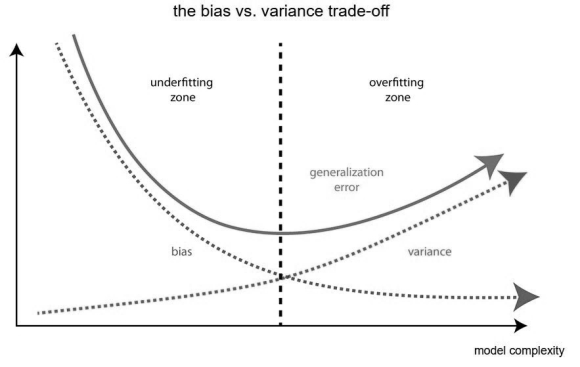 the bias vs. variance trade-off
underfitting
zone
overfitting
zone
generalization
error
bias
variance
model complexity